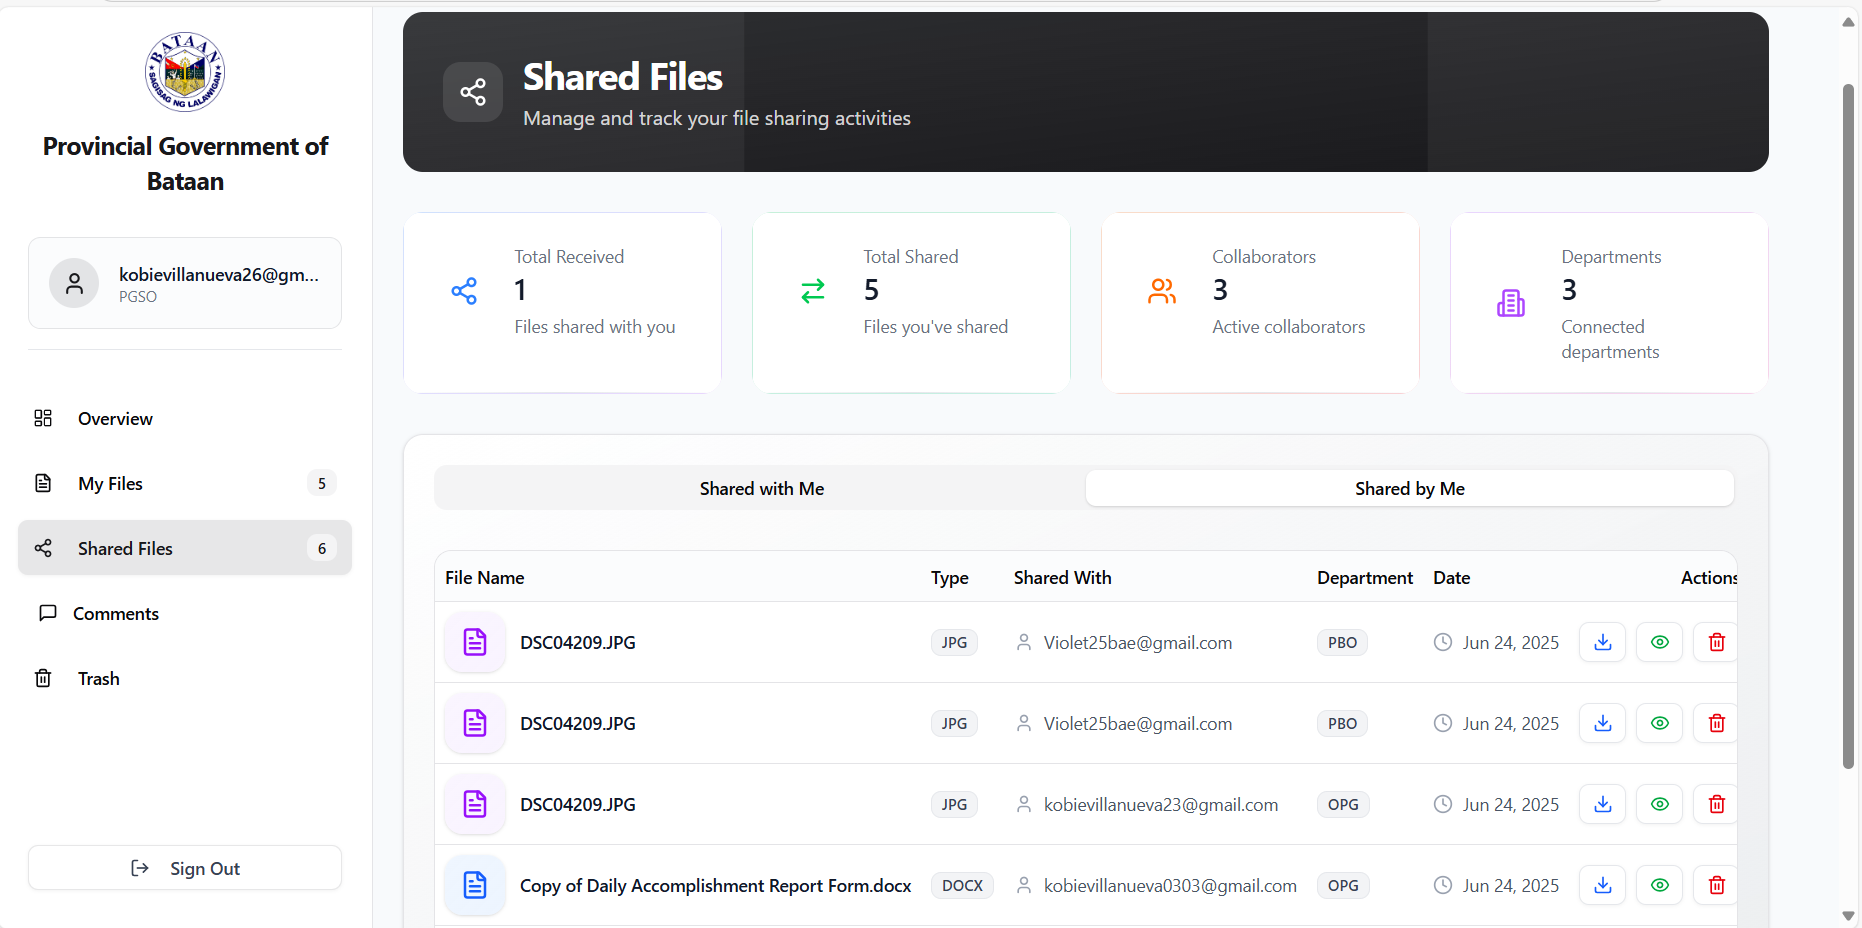 BATAAN
SAGISAG NG LALAWIGAN
Provincial Government of
Bataan
kobievillanueva26@gm...
PGSO
Overview
My Files 5
Shared Files 6
Comments
Trash
Sign Out
Shared Files
Manage and track your file sharing activities
Total Received
1
Files shared with you
Total Shared
5
Files you've shared
Collaborators
3
Active collaborators
Departments
3
Connected
departments
Shared with Me Shared by Me
File Name Type Shared With Department Date Actions
DSC04209.JPG JPG Violet25bae@gmail.com PBO Jun 24, 2025
DSC04209.JPG JPG Violet25bae@gmail.com PBO Jun 24, 2025
DSC04209.JPG JPG kobievillanueva23@gmail.com OPG Jun 24, 2025
Copy of Daily Accomplishment Report Form.docx DOCX kobievillanueva0303@gmail.com OPG Jun 24, 2025